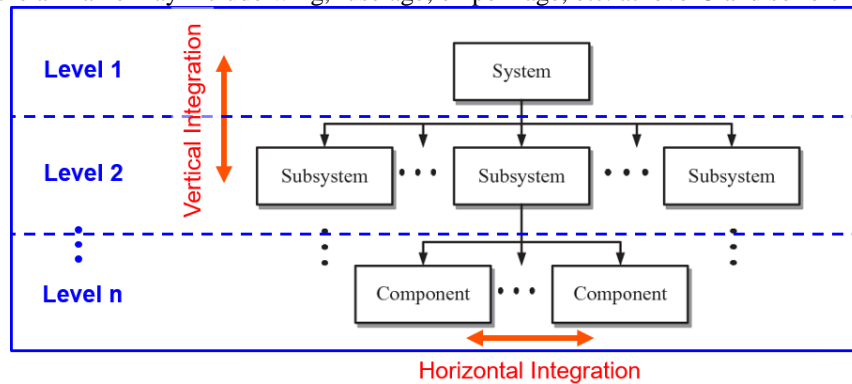 Level 1
System
Vertical Integration
Level 2
Subsystem
Subsystem
Subsystem
Level n
Component
Component
Horizontal Integration